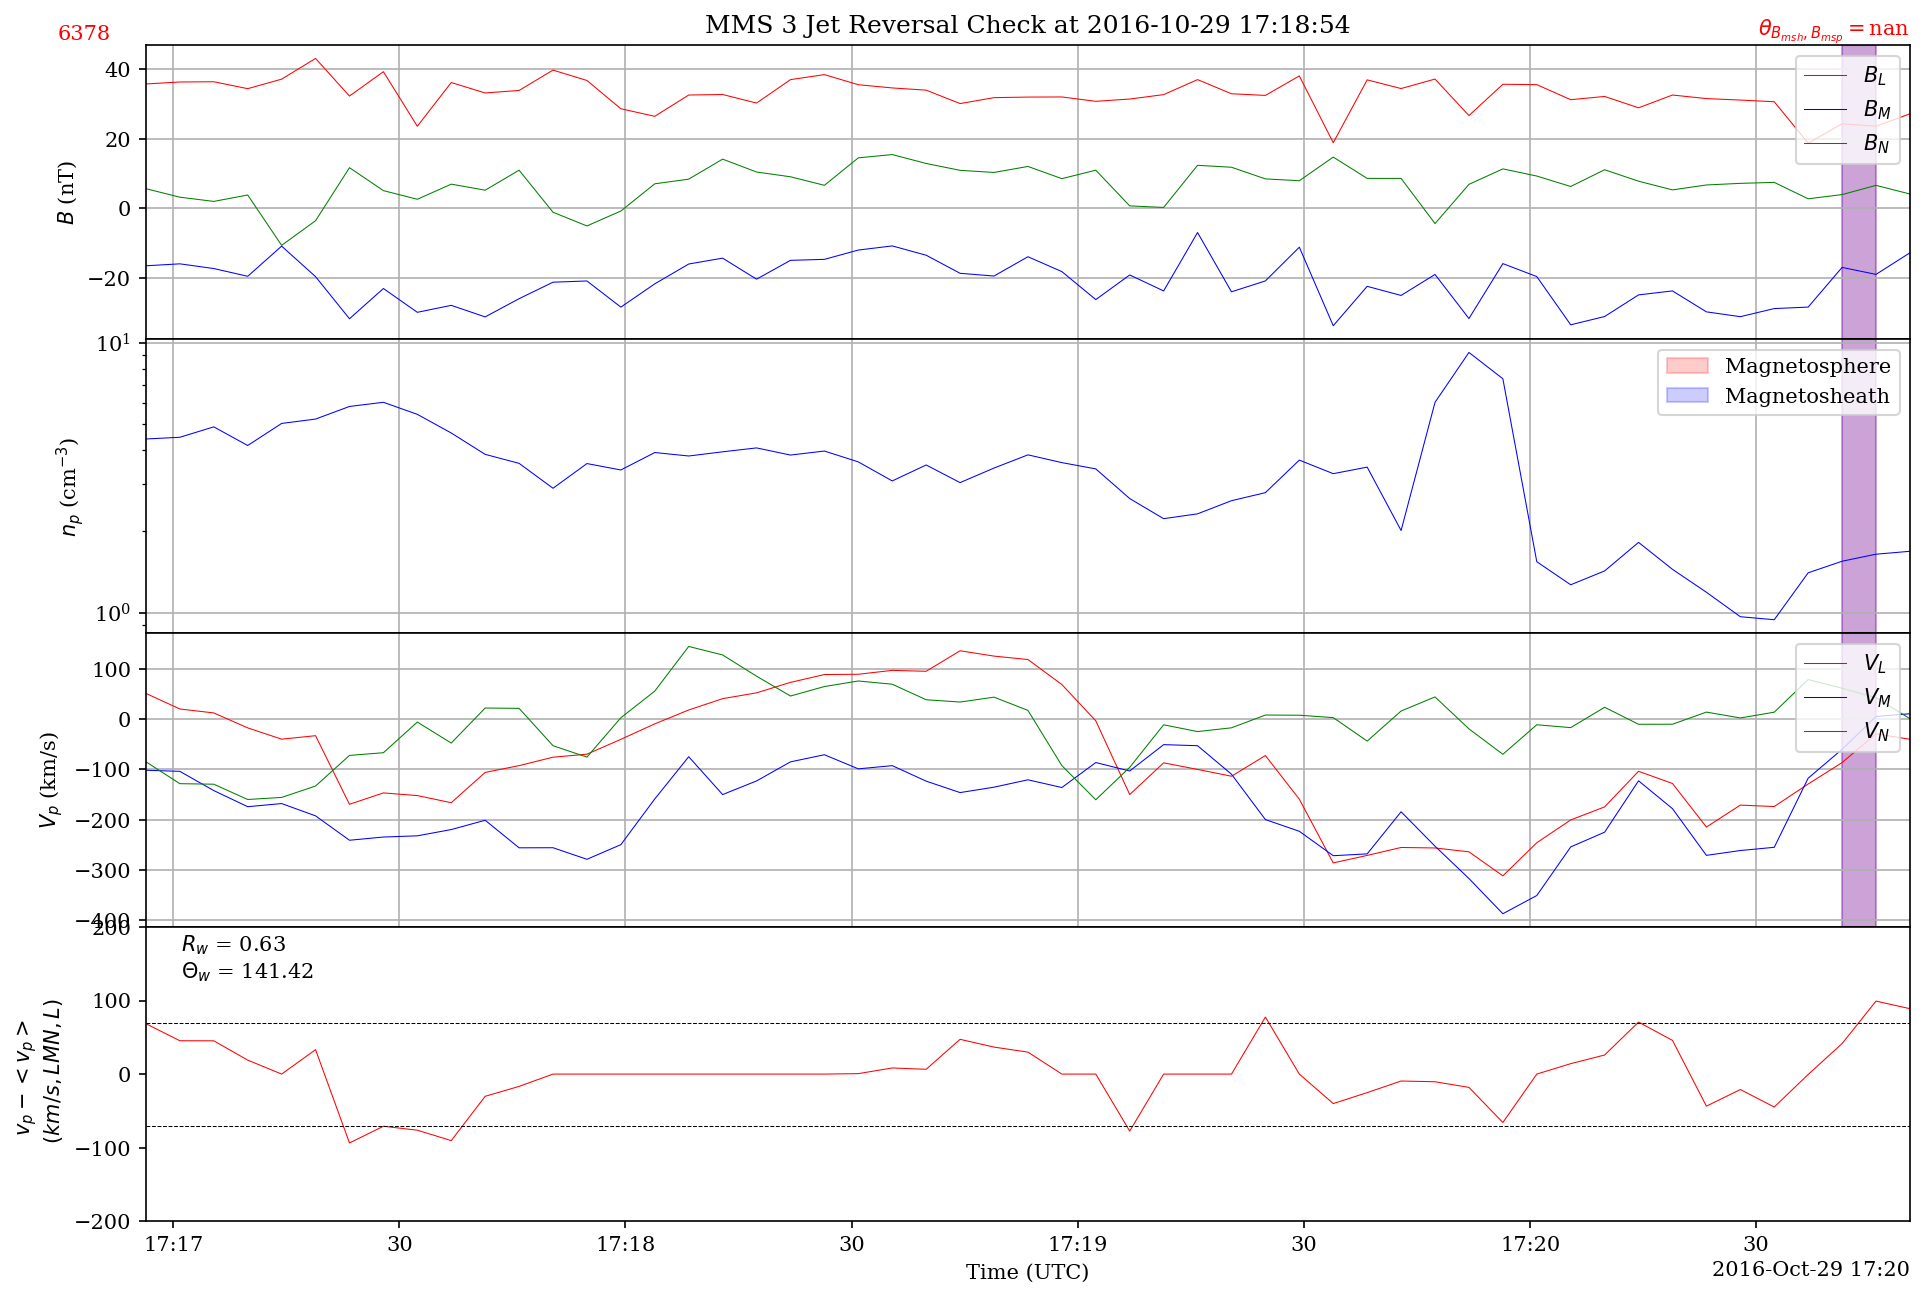 MMS 3 Jet Reversal Check at 2016-10-29 17:18:54
6378
θ_{B_{msh}, B_{msp}} = nan
40
20
0
−20
B (nT)
B_L
B_M
B_N
10^1
10^0
n_p (cm^{−3})
Magnetosphere
Magnetosheath
100
0
−100
−200
−300
−400
V_p (km/s)
V_L
V_M
V_N
200
100
0
−100
−200
v_p − < v_p >
(km/s, LMN, L)
R_w = 0.63
Θ_w = 141.42
17:17 30 17:18 30 17:19 30 17:20 30
Time (UTC)
2016-Oct-29 17:20